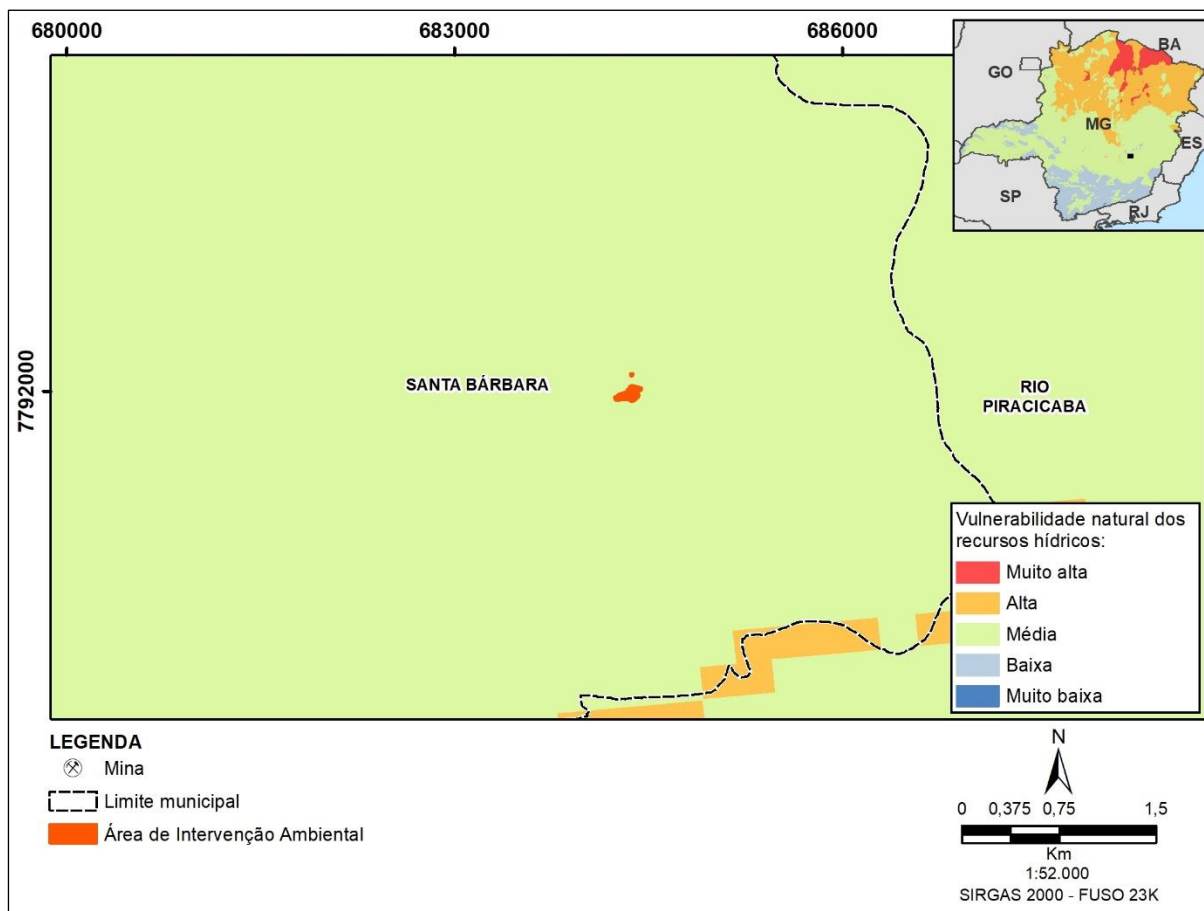 680000
683000
686000
BA
GO
MG
ES
SP
RJ
7792000
SANTA BÁRBARA
RIO
PIRACICABA
Vulnerabilidade natural dos
recursos hídricos:
Muito alta
Alta
Média
Baixa
Muito baixa
LEGENDA
Mina
Limite municipal
Área de Intervenção Ambiental
N
0 0,375 0,75 1,5
Km
1:52.000
SIRGAS 2000 - FUSO 23K